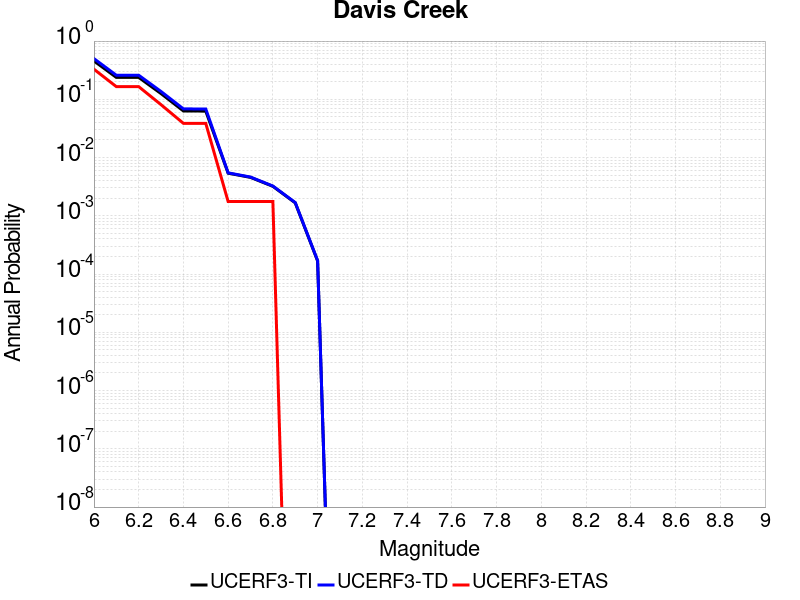 Davis Creek
Annual Probability
10^0
10^-1
10^-2
10^-3
10^-4
10^-5
10^-6
10^-7
10^-8
6 6.2 6.4 6.6 6.8 7 7.2 7.4 7.6 7.8 8 8.2 8.4 8.6 8.8 9
Magnitude
UCERF3-TI UCERF3-TD UCERF3-ETAS